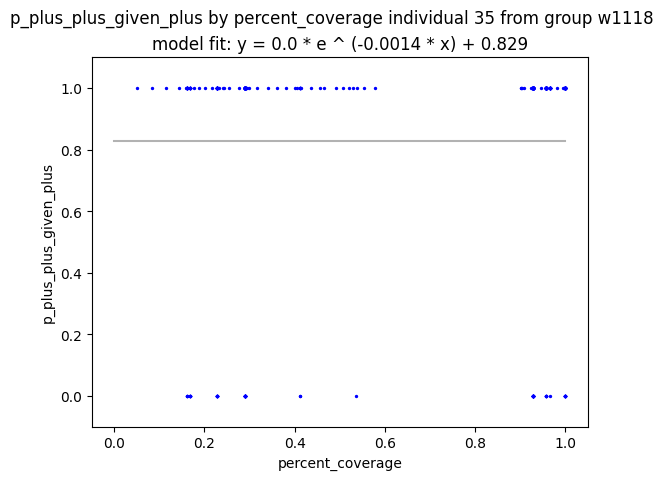 p_plus_plus_given_plus by percent_coverage individual 35 from group w1118
model fit: y = 0.0 * e ^ (-0.0014 * x) + 0.829
1.0
0.8
0.6
0.4
0.2
0.0
p_plus_plus_given_plus
0.0 0.2 0.4 0.6 0.8 1.0
percent_coverage